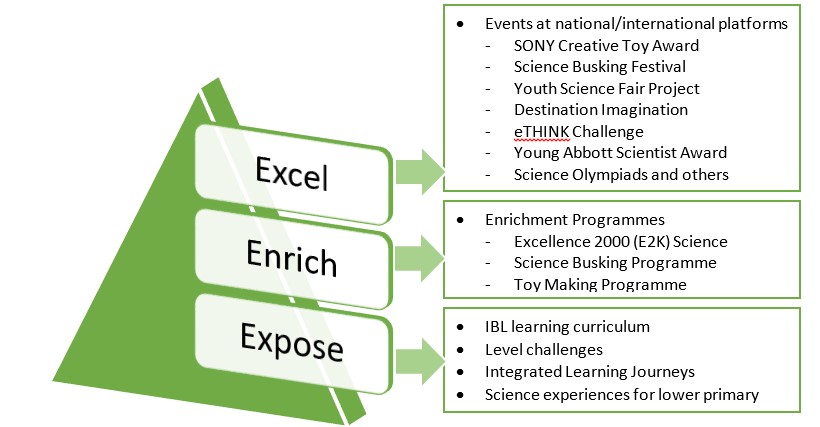 Excel
• Events at national/international platforms
- SONY Creative Toy Award
- Science Busking Festival
- Youth Science Fair Project
- Destination Imagination
- eTHINK Challenge
- Young Abbott Scientist Award
- Science Olympiads and others
Enrich
• Enrichment Programmes
- Excellence 2000 (E2K) Science
- Science Busking Programme
- Toy Making Programme
Expose
• IBL learning curriculum
• Level challenges
• Integrated Learning Journeys
• Science experiences for lower primary